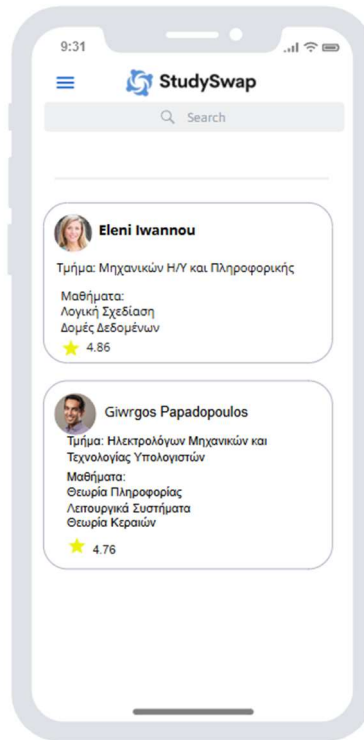 9:31
StudySwap
Search
Eleni Iwannou
Τμήμα: Μηχανικών Η/Υ και Πληροφορικής
Μαθήματα:
Λογική Σχεδίαση
Δομές Δεδομένων
4.86
Giwrgos Papadopoulos
Τμήμα: Ηλεκτρολόγων Μηχανικών και
Τεχνολογίας Υπολογιστών
Μαθήματα:
Θεωρία Πληροφορίας
Λειτουργικά Συστήματα
Θεωρία Κεραιών
4.76